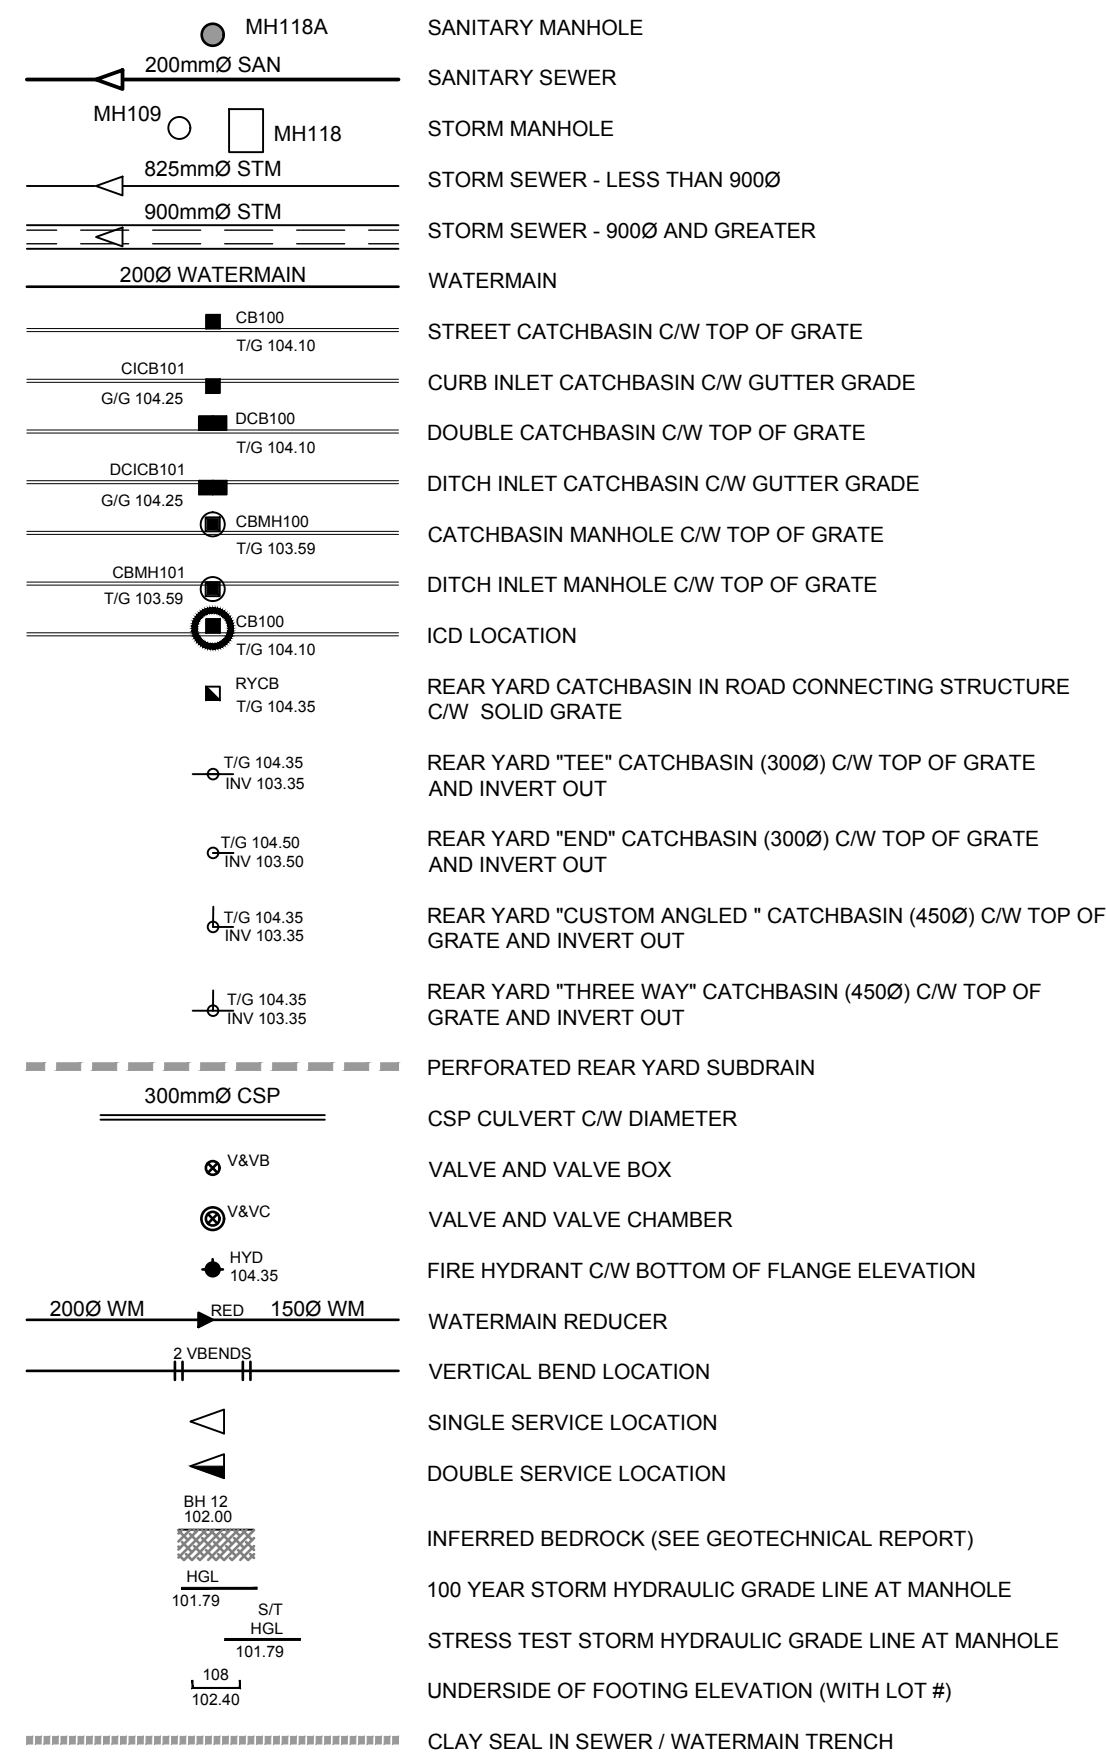 MH118A
SANITARY MANHOLE
200mmØ SAN
SANITARY SEWER
MH109
MH118
STORM MANHOLE
825mmØ STM
STORM SEWER - LESS THAN 900Ø
900mmØ STM
STORM SEWER - 900Ø AND GREATER
200Ø WATERMAIN
WATERMAIN
CB100
T/G 104.10
STREET CATCHBASIN C/W TOP OF GRATE
CICB101
G/G 104.25
CURB INLET CATCHBASIN C/W GUTTER GRADE
DCB100
T/G 104.10
DOUBLE CATCHBASIN C/W TOP OF GRATE
DCICB101
G/G 104.25
DITCH INLET CATCHBASIN C/W GUTTER GRADE
CBMH100
T/G 103.59
CATCHBASIN MANHOLE C/W TOP OF GRATE
CBMH101
T/G 103.59
DITCH INLET MANHOLE C/W TOP OF GRATE
CB100
T/G 104.10
ICD LOCATION
RYCB
T/G 104.35
REAR YARD CATCHBASIN IN ROAD CONNECTING STRUCTURE
C/W SOLID GRATE
T/G 104.35
INV 103.35
REAR YARD "TEE" CATCHBASIN (300Ø) C/W TOP OF GRATE
AND INVERT OUT
T/G 104.50
INV 103.50
REAR YARD "END" CATCHBASIN (300Ø) C/W TOP OF GRATE
AND INVERT OUT
T/G 104.35
INV 103.35
REAR YARD "CUSTOM ANGLED " CATCHBASIN (450Ø) C/W TOP OF
GRATE AND INVERT OUT
T/G 104.35
INV 103.35
REAR YARD "THREE WAY" CATCHBASIN (450Ø) C/W TOP OF
GRATE AND INVERT OUT
PERFORATED REAR YARD SUBDRAIN
300mmØ CSP
CSP CULVERT C/W DIAMETER
V&VB
VALVE AND VALVE BOX
V&VC
VALVE AND VALVE CHAMBER
HYD
104.35
FIRE HYDRANT C/W BOTTOM OF FLANGE ELEVATION
200Ø WM RED 150Ø WM
WATERMAIN REDUCER
2 VBENDS
VERTICAL BEND LOCATION
SINGLE SERVICE LOCATION
DOUBLE SERVICE LOCATION
BH 12
102.00
INFERRED BEDROCK (SEE GEOTECHNICAL REPORT)
HGL
101.79
100 YEAR STORM HYDRAULIC GRADE LINE AT MANHOLE
S/T
HGL
101.79
STRESS TEST STORM HYDRAULIC GRADE LINE AT MANHOLE
108
102.40
UNDERSIDE OF FOOTING ELEVATION (WITH LOT #)
CLAY SEAL IN SEWER / WATERMAIN TRENCH